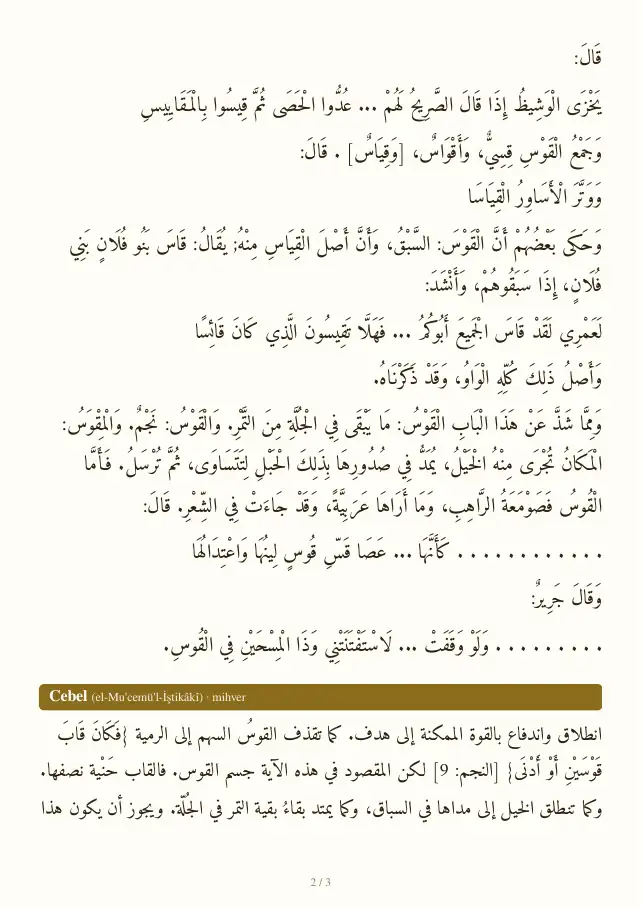 قَالَ:
يَخْزَى الْوَشِيظُ إِذَا قَالَ الصَّرِيحُ لَهُمْ ... عُدُّوا الْحَصَى ثُمَّ قِيسُوا بِالْمَقَايِيسِ
وَجَمْعُ الْقَوْسِ قِسِيٌّ، وَأَقْوَاسٌ، [وَقِيَاسٌ] . قَالَ:
وَوَتَّرَ الْأَسَاوِرُ الْقِيَاسَا
وَحَكَى بَعْضُهُمْ أَنَّ الْقَوْسَ: السَّبْقُ، وَأَنَّ أَصْلَ الْقِيَاسِ مِنْهُ; يُقَالُ: قَاسَ بَنُو فُلَانٍ بَنِي
فُلَانٍ، إِذَا سَبَقُوهُمْ، وَأَنْشَدَ:
لَعَمْرِي لَقَدْ قَاسَ الْجَمِيعَ أَبُوكُمُ ... فَهَلَّا تَقِيسُونَ الَّذِي كَانَ قَائِسًا
وَأَصْلُ ذَلِكَ كُلِّهِ الْوَاوُ، وَقَدْ ذَكَرْنَاهُ.
وَمِمَّا شَذَّ عَنْ هَذَا الْبَابِ الْقَوْسُ: مَا يَبْقَى فِي الْجُلَّةِ مِنَ التَّمْرِ. وَالْقَوْسُ: نَجْمٌ. وَالْمِقْوَسُ:
الْمَكَانُ تُجْرَى مِنْهُ الْخَيْلُ، يُمَدُّ فِي صُدُورِهَا بِذَلِكَ الْحَبْلِ لِتَتَسَاوَى، ثُمَّ تُرْسَلُ. فَأَمَّا
الْقُوسُ فَصَوْمَعَةُ الرَّاهِبِ، وَمَا أَرَاهَا عَرَبِيَّةً، وَقَدْ جَاءَتْ فِي الشِّعْرِ. قَالَ:
. . . . . . . . . . . . كَأَنَّهَا ... عَصَا قَسِّ قُوسٍ لِينُهَا وَاعْتِدَالُهَا
وَقَالَ جَرِيرٌ:
. . . . . . . . . وَلَوْ وَقَفَتْ ... لَاسْتَفْتَنَتْنِي وَذَا الْمِسْحَيْنِ فِي الْقُوسِ.
Cebel (el-Mu'cemü'l-İştikâkî) · mihver
انطلاق واندفاع بالقوة الممكنة إلى هدف. كما تقذف القوسُ السهم إلى الرمية {فَكَانَ قَابَ
قَوْسَيْنِ أَوْ أَدْنَى} [النجم: 9] لكن المقصود في هذه الآية جسم القوس. فالقاب حَنْية نصفها.
وكما تنطلق الخيل إلى مداها في السباق، وكما يمتد بقاءُ بقية التمر في الجُلّة. ويجوز أن يكون هذا
2 / 3